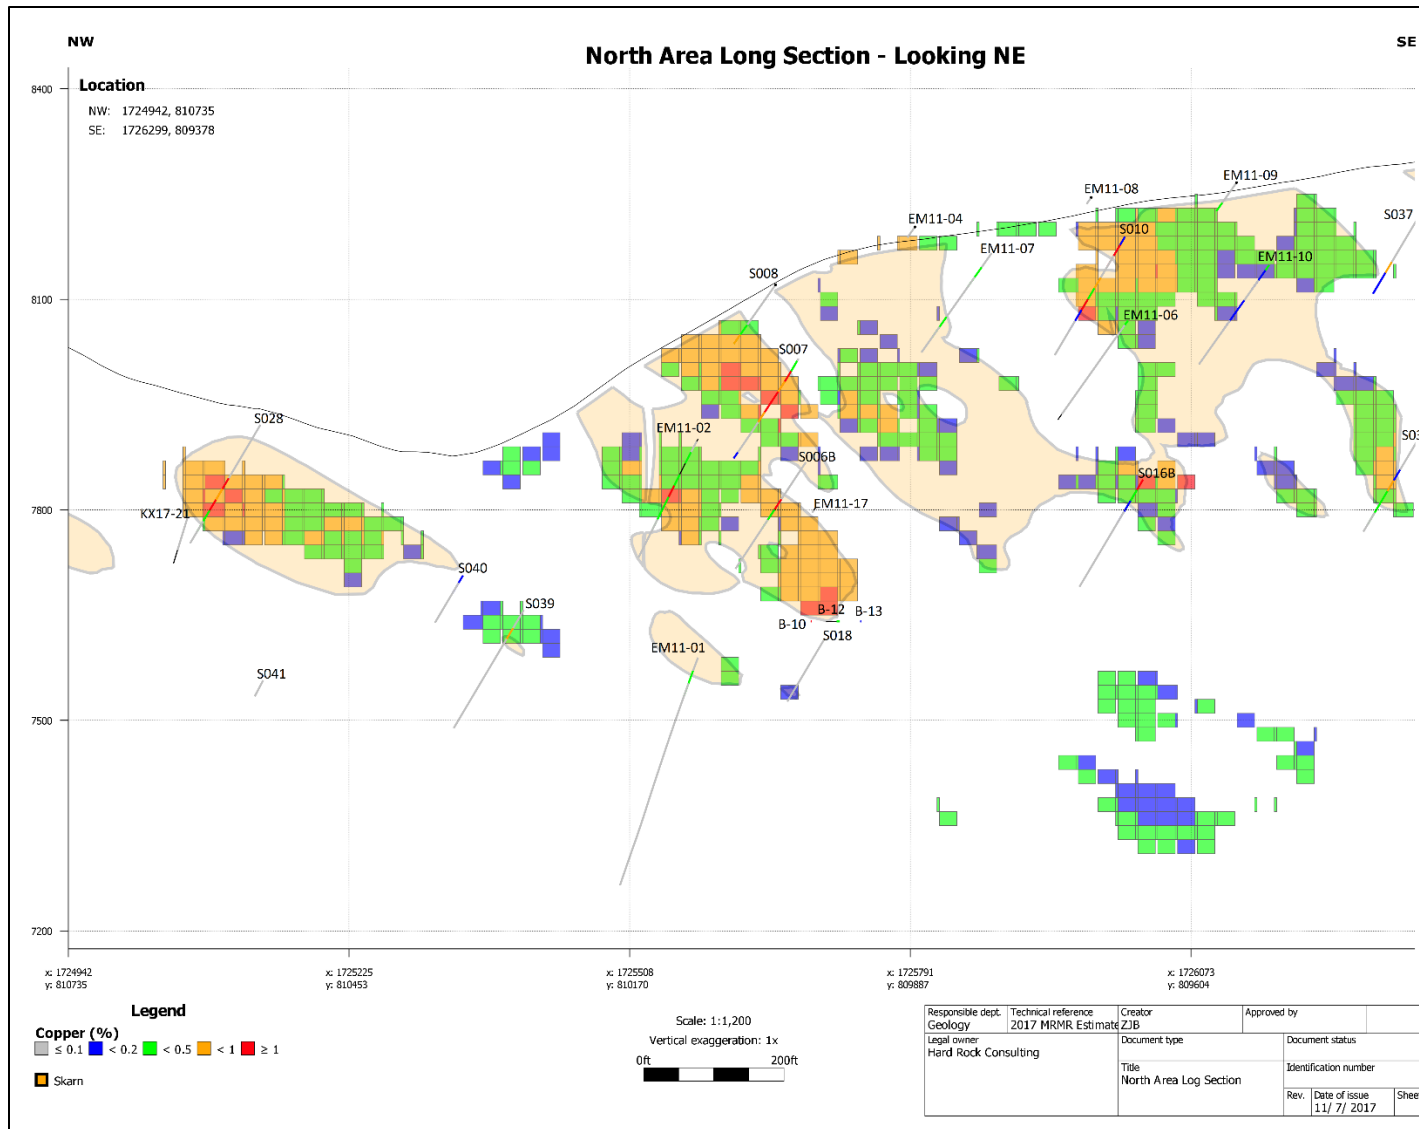 NW
SE
North Area Long Section - Looking NE
Location
NW: 1724942, 810735
SE: 1726299, 809378
8400
8100
7800
7500
7200
EM11-09
EM11-08
S037
EM11-04
S010
EM11-07
EM11-10
S008
EM11-06
S007
S028
EM11-02
S03
S006B
S016B
EM11-17
KX17-21
S040
S039
B-12
B-13
B-10
S018
EM11-01
S041
x: 1724942
y: 810735
x: 1725225
y: 810453
x: 1725508
y: 810170
x: 1725791
y: 809887
x: 1726073
y: 809604
Legend
Copper (%)
≤ 0.1 < 0.2 < 0.5 < 1 ≥ 1
Skarn
Scale: 1:1,200
Vertical exaggeration: 1x
0ft 200ft
Responsible dept. Technical reference Creator Approved by
Geology 2017 MRMR Estimate ZJB
Legal owner Document type Document status
Hard Rock Consulting
Title Identification number
North Area Log Section
Rev. Date of issue Shee
11/ 7/ 2017